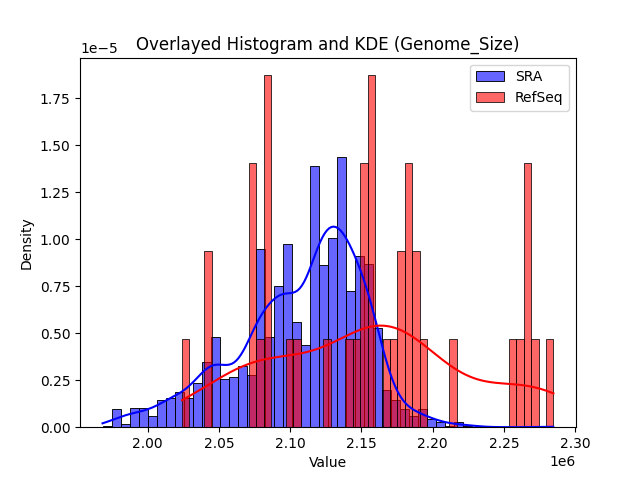 Overlayed Histogram and KDE (Genome_Size)
1e−5
SRA
RefSeq
1.75
1.50
1.25
1.00
0.75
0.50
0.25
0.00
Density
2.00 2.05 2.10 2.15 2.20 2.25 2.30
Value
1e6